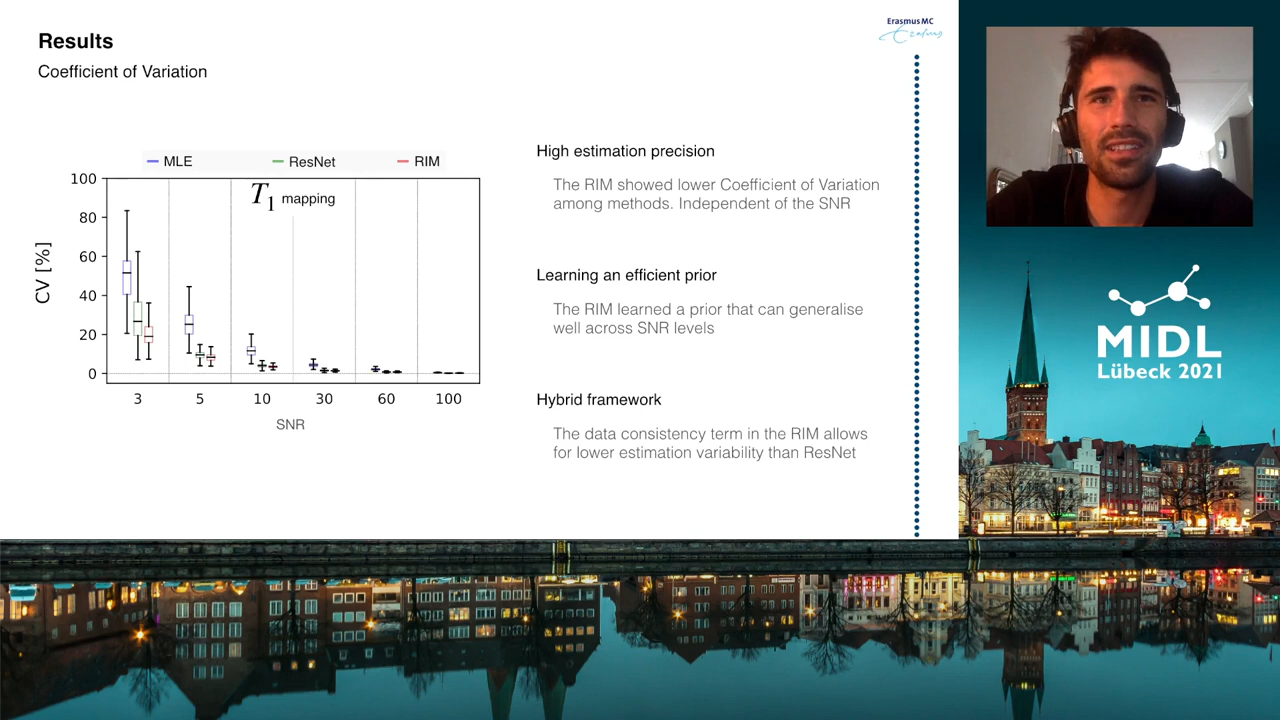 Results
Coefficient of Variation
Erasmus MC
Erasmus
MLE
ResNet
RIM
T1 mapping
CV [%]
100
80
60
40
20
0
3
5
10
30
60
100
SNR
High estimation precision
The RIM showed lower Coefficient of Variation
among methods. Independent of the SNR
Learning an efficient prior
The RIM learned a prior that can generalise
well across SNR levels
Hybrid framework
The data consistency term in the RIM allows
for lower estimation variability than ResNet
MIDL
Lübeck 2021